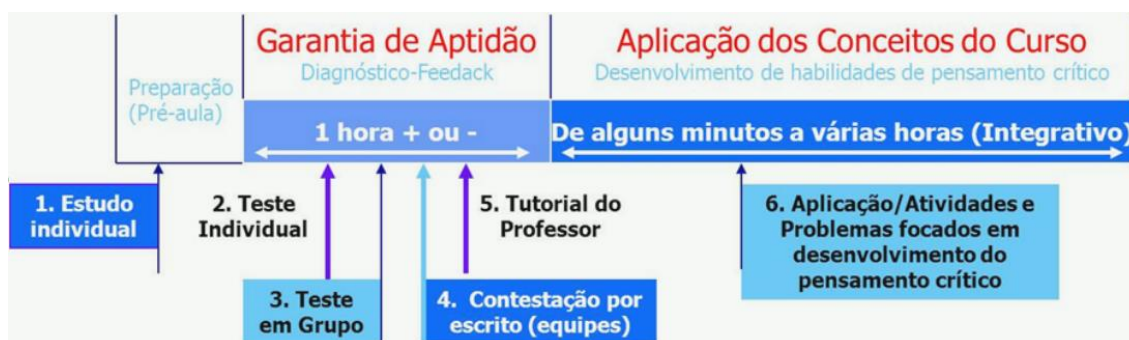 Garantia de Aptidão
Aplicação dos Conceitos do Curso
Diagnóstico-Feedack
Desenvolvimento de habilidades de pensamento crítico
Preparação
(Pré-aula)
1 hora + ou -
De alguns minutos a várias horas (Integrativo)
1. Estudo
individual
2. Teste
Individual
3. Teste
em Grupo
4. Contestação por
escrito (equipes)
5. Tutorial do
Professor
6. Aplicação/Atividades e
Problemas focados em
desenvolvimento do
pensamento crítico